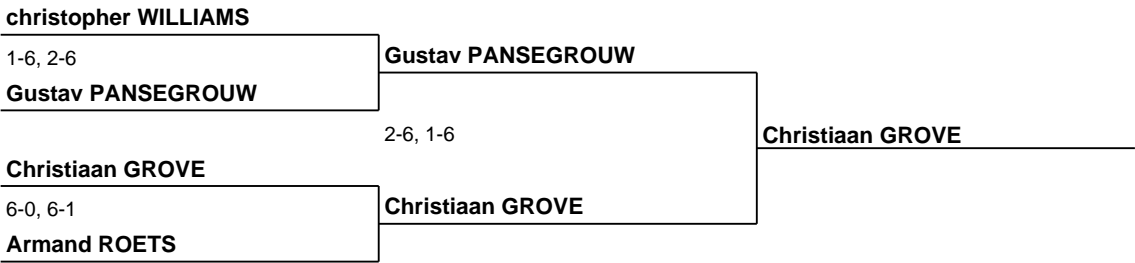 christopher WILLIAMS
1-6, 2-6
Gustav PANSEGROUW
Gustav PANSEGROUW
2-6, 1-6
Christiaan GROVE
Christiaan GROVE
6-0, 6-1
Christiaan GROVE
Armand ROETS